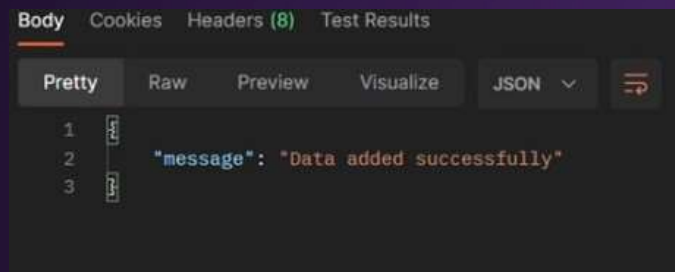 Body Cookies Headers (8) Test Results
Pretty Raw Preview Visualize JSON
1 {
2 "message": "Data added successfully"
3 }